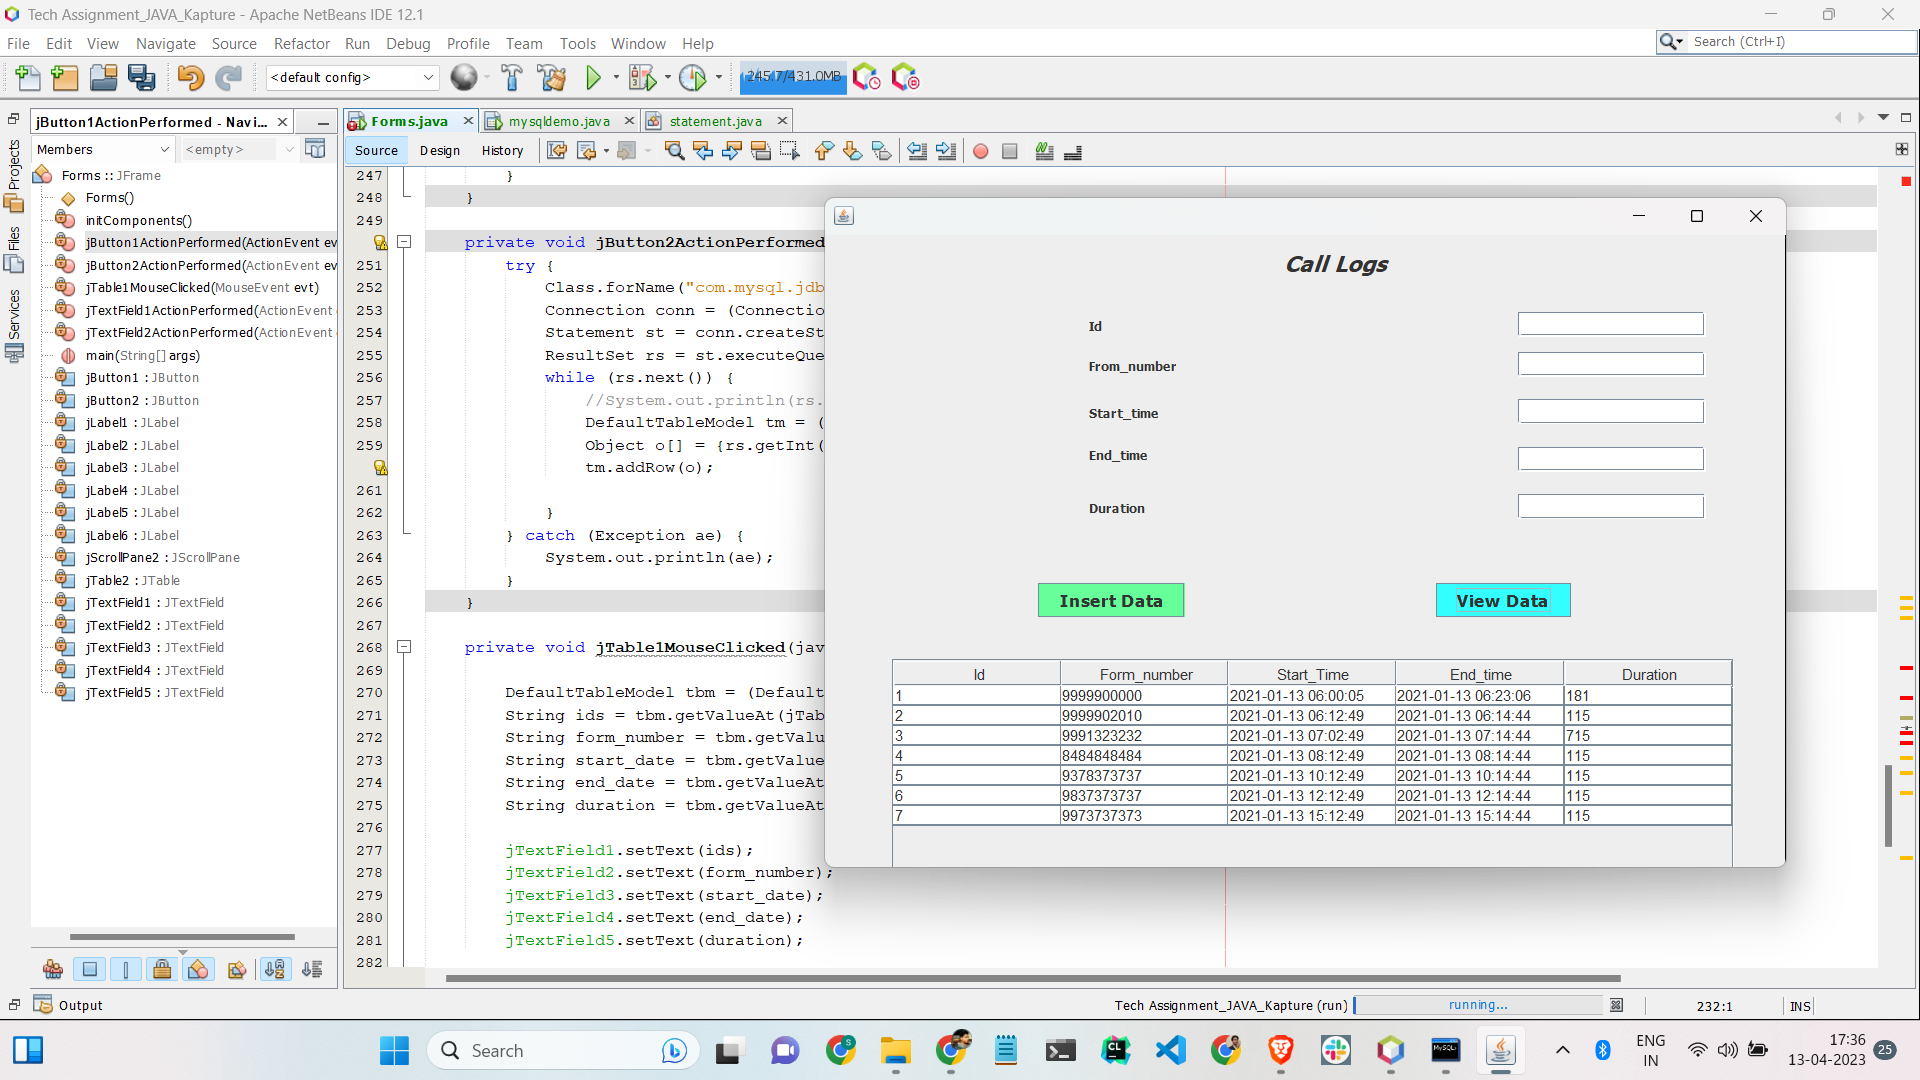 Tech Assignment_JAVA_Kapture - Apache NetBeans IDE 12.1
File Edit View Navigate Source Refactor Run Debug Profile Team Tools Window Help
Search (Ctrl+I)
<default config>
245.7/431.0MB
jButton1ActionPerformed - Navi...
Forms.java
mysqldemo.java
statement.java
Members
<empty>
Source Design History
Projects
Files
Services
Forms :: JFrame
Forms()
initComponents()
jButton1ActionPerformed(ActionEvent ev
jButton2ActionPerformed(ActionEvent ev
jTable1MouseClicked(MouseEvent evt)
jTextField1ActionPerformed(ActionEvent
jTextField2ActionPerformed(ActionEvent
main(String[] args)
jButton1 : JButton
jButton2 : JButton
jLabel1 : JLabel
jLabel2 : JLabel
jLabel3 : JLabel
jLabel4 : JLabel
jLabel5 : JLabel
jLabel6 : JLabel
jScrollPane2 : JScrollPane
jTable2 : JTable
jTextField1 : JTextField
jTextField2 : JTextField
jTextField3 : JTextField
jTextField4 : JTextField
jTextField5 : JTextField
247 }
248 }
249
private void jButton2ActionPerformed
251 try {
252 Class.forName("com.mysql.jdb
253 Connection conn = (Connectio
254 Statement st = conn.createSt
255 ResultSet rs = st.executeQue
256 while (rs.next()) {
257 //System.out.println(rs.
258 DefaultTableModel tm = (
259 Object o[] = {rs.getInt(
tm.addRow(o);
261
262 }
263 } catch (Exception ae) {
264 System.out.println(ae);
265 }
266 }
267
268 private void jTable1MouseClicked(jav
269
270 DefaultTableModel tbm = (Default
271 String ids = tbm.getValueAt(jTab
272 String form_number = tbm.getValu
273 String start_date = tbm.getValue
274 String end_date = tbm.getValueAt
275 String duration = tbm.getValueAt
276
277 jTextField1.setText(ids);
278 jTextField2.setText(form_number);
279 jTextField3.setText(start_date);
280 jTextField4.setText(end_date);
281 jTextField5.setText(duration);
282
Call Logs
Id
From_number
Start_time
End_time
Duration
Insert Data
View Data
Id Form_number Start_Time End_time Duration
1 9999900000 2021-01-13 06:00:05 2021-01-13 06:23:06 181
2 9999902010 2021-01-13 06:12:49 2021-01-13 06:14:44 115
3 9991323232 2021-01-13 07:02:49 2021-01-13 07:14:44 715
4 8484848484 2021-01-13 08:12:49 2021-01-13 08:14:44 115
5 9378373737 2021-01-13 10:12:49 2021-01-13 10:14:44 115
6 9837373737 2021-01-13 12:12:49 2021-01-13 12:14:44 115
7 9973737373 2021-01-13 15:12:49 2021-01-13 15:14:44 115
Output
Tech Assignment_JAVA_Kapture (run)
running...
232:1
INS
Search
ENG
IN
17:36
13-04-2023
25